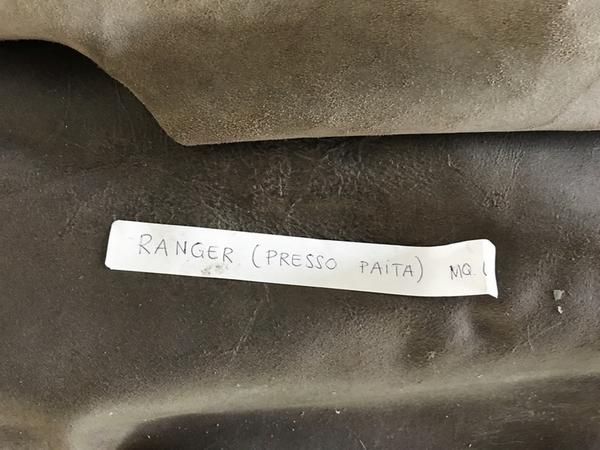 RANGER (PRESSO PAITA) MQ.